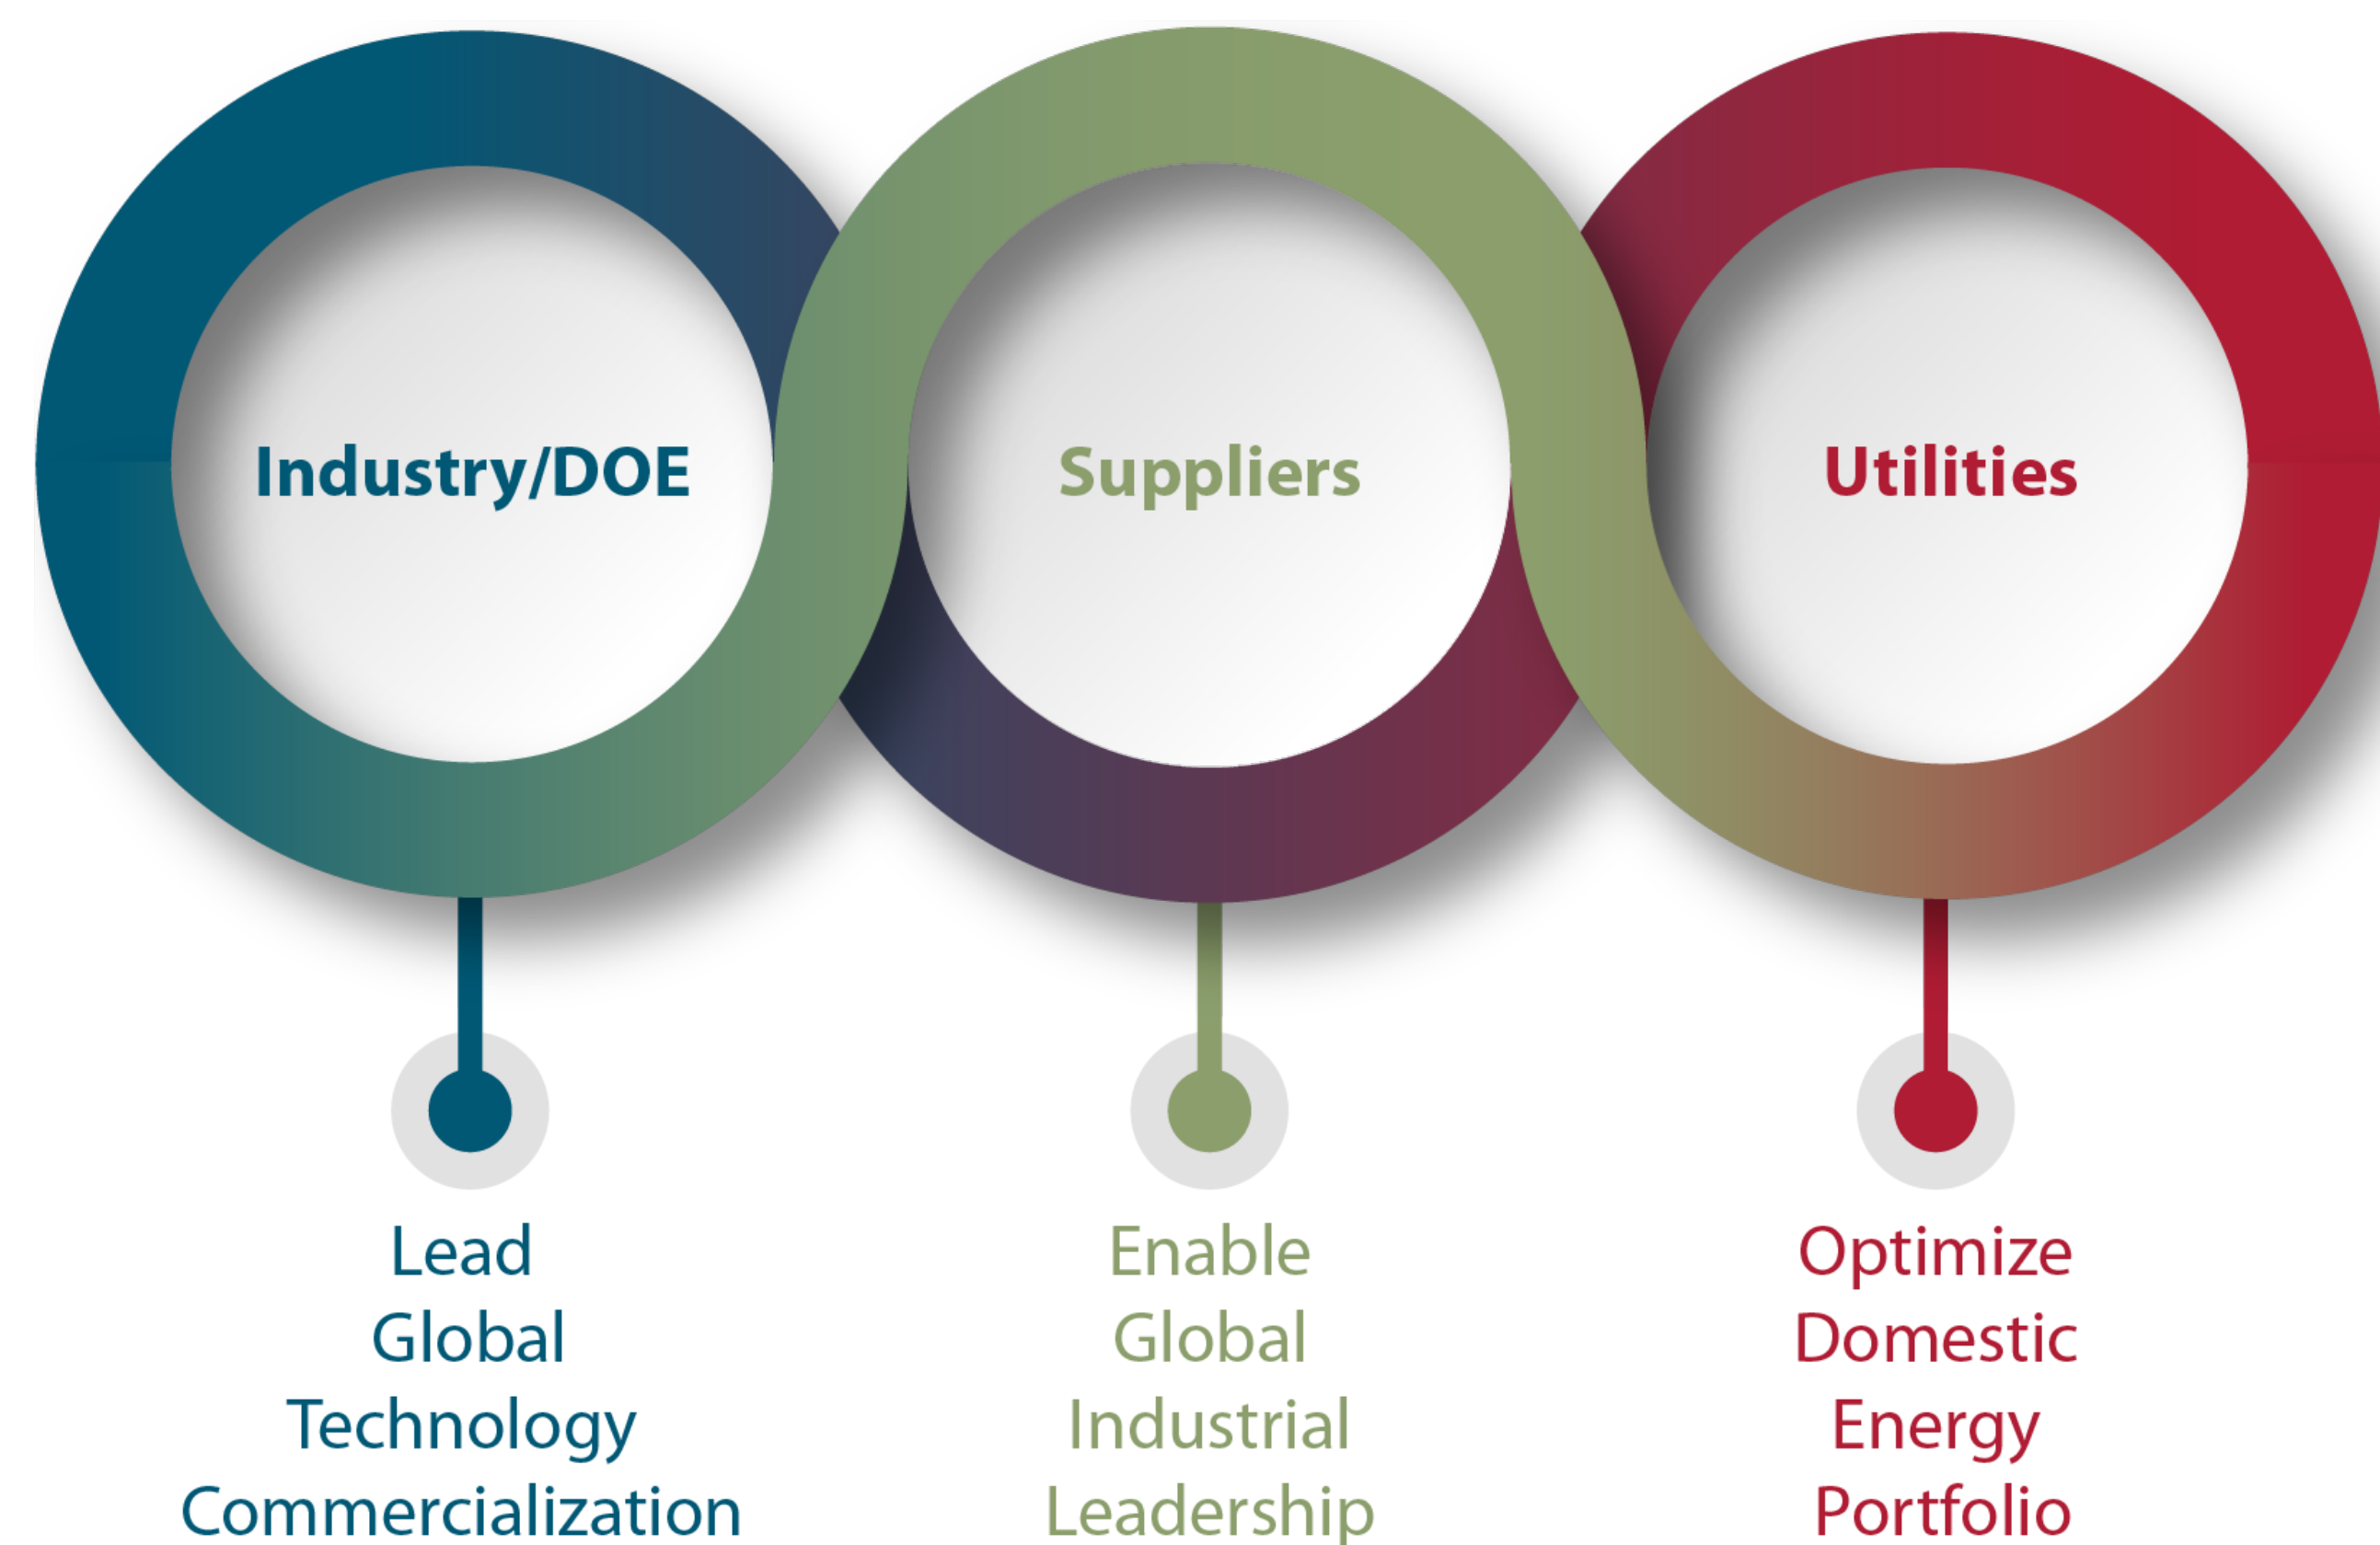 Industry/DOE
Suppliers
Utilities
Lead
Global
Technology
Commercialization
Enable
Global
Industrial
Leadership
Optimize
Domestic
Energy
Portfolio